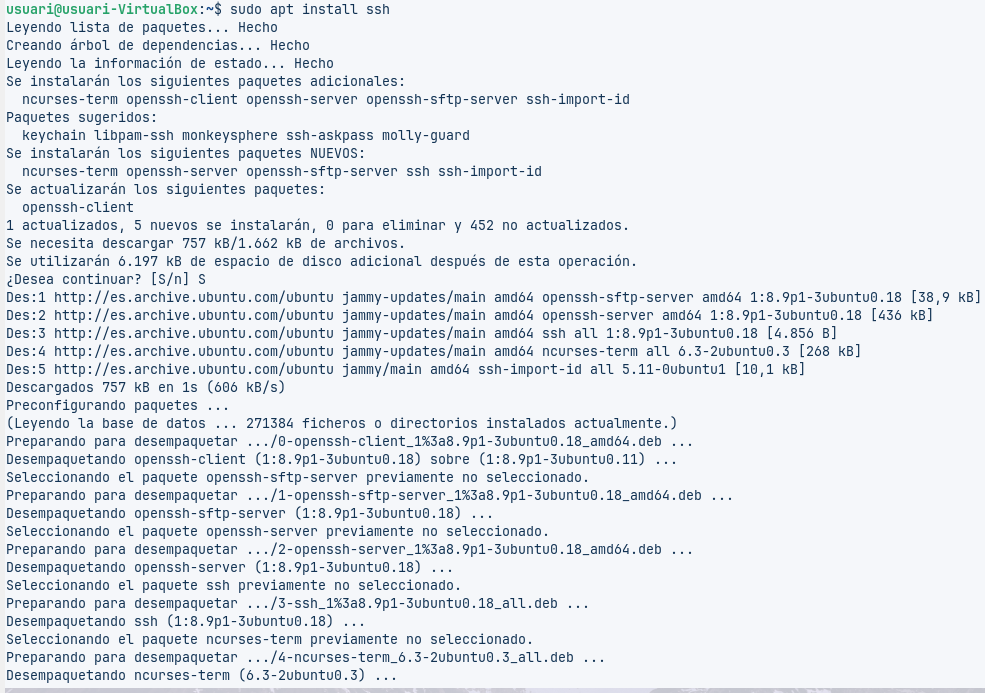 usuari@usuari-VirtualBox:~$ sudo apt install ssh
Leyendo lista de paquetes... Hecho
Creando árbol de dependencias... Hecho
Leyendo la información de estado... Hecho
Se instalarán los siguientes paquetes adicionales:
  ncurses-term openssh-client openssh-server openssh-sftp-server ssh-import-id
Paquetes sugeridos:
  keychain libpam-ssh monkeysphere ssh-askpass molly-guard
Se instalarán los siguientes paquetes NUEVOS:
  ncurses-term openssh-server openssh-sftp-server ssh ssh-import-id
Se actualizarán los siguientes paquetes:
  openssh-client
1 actualizados, 5 nuevos se instalarán, 0 para eliminar y 452 no actualizados.
Se necesita descargar 757 kB/1.662 kB de archivos.
Se utilizarán 6.197 kB de espacio de disco adicional después de esta operación.
¿Desea continuar? [S/n] S
Des:1 http://es.archive.ubuntu.com/ubuntu jammy-updates/main amd64 openssh-sftp-server amd64 1:8.9p1-3ubuntu0.18 [38,9 kB]
Des:2 http://es.archive.ubuntu.com/ubuntu jammy-updates/main amd64 openssh-server amd64 1:8.9p1-3ubuntu0.18 [436 kB]
Des:3 http://es.archive.ubuntu.com/ubuntu jammy-updates/main amd64 ssh all 1:8.9p1-3ubuntu0.18 [4.856 B]
Des:4 http://es.archive.ubuntu.com/ubuntu jammy-updates/main amd64 ncurses-term all 6.3-2ubuntu0.3 [268 kB]
Des:5 http://es.archive.ubuntu.com/ubuntu jammy/main amd64 ssh-import-id all 5.11-0ubuntu1 [10,1 kB]
Descargados 757 kB en 1s (606 kB/s)
Preconfigurando paquetes ...
(Leyendo la base de datos ... 271384 ficheros o directorios instalados actualmente.)
Preparando para desempaquetar .../0-openssh-client_1%3a8.9p1-3ubuntu0.18_amd64.deb ...
Desempaquetando openssh-client (1:8.9p1-3ubuntu0.18) sobre (1:8.9p1-3ubuntu0.11) ...
Seleccionando el paquete openssh-sftp-server previamente no seleccionado.
Preparando para desempaquetar .../1-openssh-sftp-server_1%3a8.9p1-3ubuntu0.18_amd64.deb ...
Desempaquetando openssh-sftp-server (1:8.9p1-3ubuntu0.18) ...
Seleccionando el paquete openssh-server previamente no seleccionado.
Preparando para desempaquetar .../2-openssh-server_1%3a8.9p1-3ubuntu0.18_amd64.deb ...
Desempaquetando openssh-server (1:8.9p1-3ubuntu0.18) ...
Seleccionando el paquete ssh previamente no seleccionado.
Preparando para desempaquetar .../3-ssh_1%3a8.9p1-3ubuntu0.18_all.deb ...
Desempaquetando ssh (1:8.9p1-3ubuntu0.18) ...
Seleccionando el paquete ncurses-term previamente no seleccionado.
Preparando para desempaquetar .../4-ncurses-term_6.3-2ubuntu0.3_all.deb ...
Desempaquetando ncurses-term (6.3-2ubuntu0.3) ...